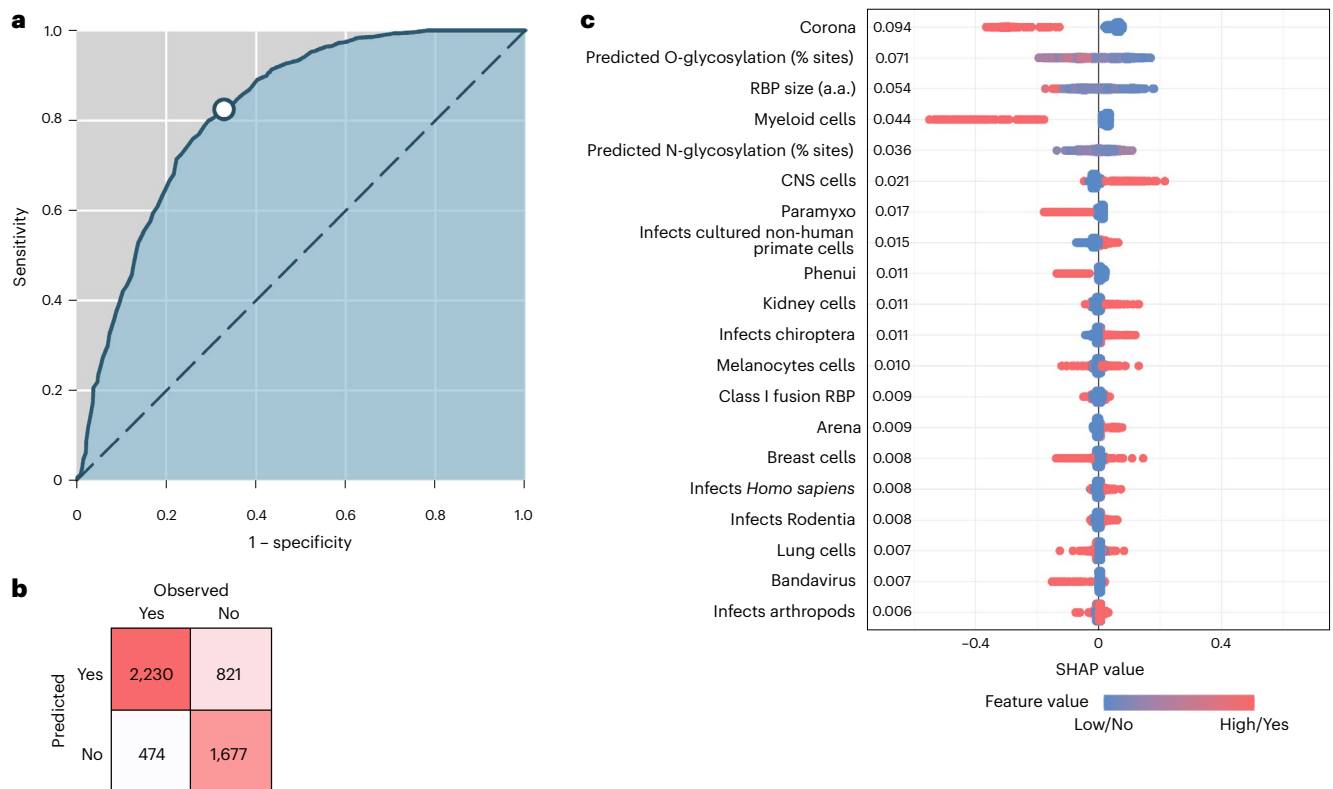 a
1.0
0.8
0.6
0.4
0.2
0
0 0.2 0.4 0.6 0.8 1.0
Sensitivity
1 – specificity
b
Observed
Yes No
Predicted
Yes 2,230 821
No 474 1,677
c
Corona 0.094
Predicted O-glycosylation (% sites) 0.071
RBP size (a.a.) 0.054
Myeloid cells 0.044
Predicted N-glycosylation (% sites) 0.036
CNS cells 0.021
Paramyxo 0.017
Infects cultured non-human
primate cells 0.015
Phenui 0.011
Kidney cells 0.011
Infects chiroptera 0.011
Melanocytes cells 0.010
Class I fusion RBP 0.009
Arena 0.009
Breast cells 0.008
Infects Homo sapiens 0.008
Infects Rodentia 0.008
Lung cells 0.007
Bandavirus 0.007
Infects arthropods 0.006
–0.4 0 0.4
SHAP value
Feature value
Low/No High/Yes